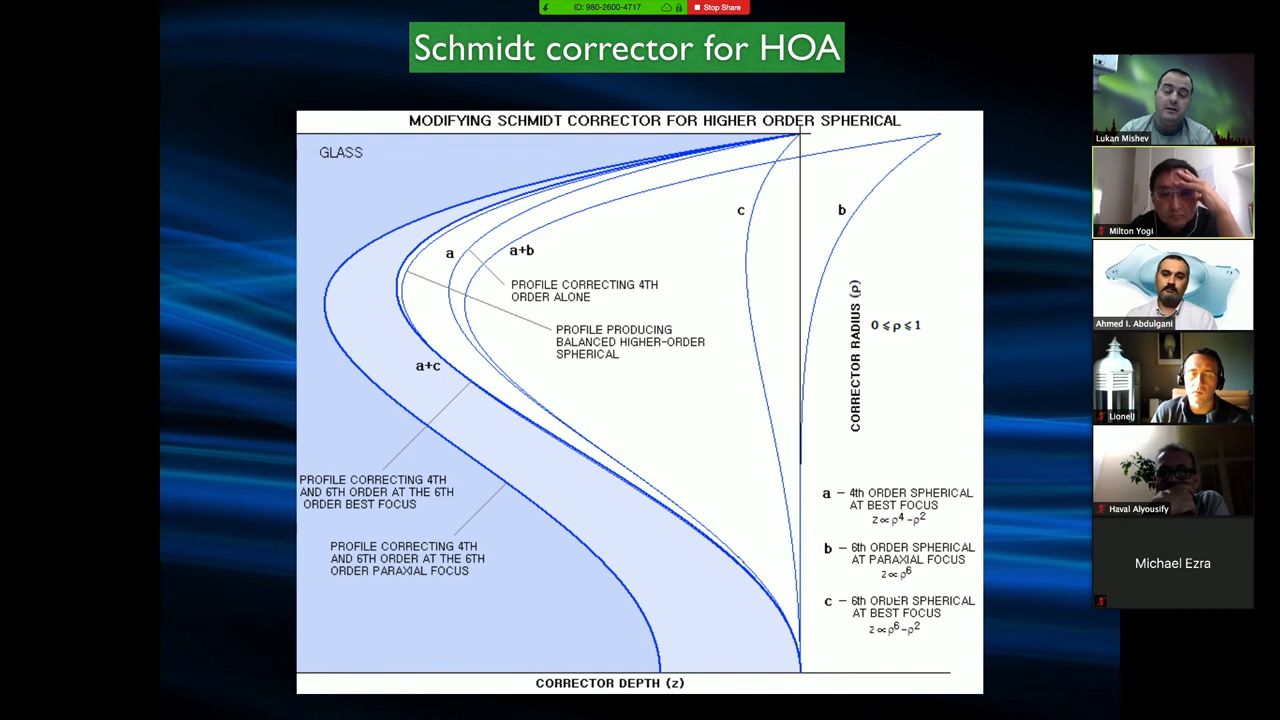 ID: 980-2600-4717
Stop Share
Schmidt corrector for HOA
MODIFYING SCHMIDT CORRECTOR FOR HIGHER ORDER SPHERICAL
GLASS
c
b
a
a+b
PROFILE CORRECTING 4TH
ORDER ALONE
PROFILE PRODUCING
BALANCED HIGHER-ORDER
SPHERICAL
CORRECTOR RADIUS (ρ)
0 ⩽ ρ ⩽ 1
a+c
PROFILE CORRECTING 4TH
AND 6TH ORDER AT THE 6TH
ORDER BEST FOCUS
PROFILE CORRECTING 4TH
AND 6TH ORDER AT THE 6TH
ORDER PARAXIAL FOCUS
a – 4th ORDER SPHERICAL
AT BEST FOCUS
z ∝ ρ⁴ – ρ²
b – 6th ORDER SPHERICAL
AT PARAXIAL FOCUS
z ∝ ρ⁶
c – 6th ORDER SPHERICAL
AT BEST FOCUS
z ∝ ρ⁶ – ρ²
CORRECTOR DEPTH (z)
Lukan Mishev
Milton Yogi
Ahmed I. Abdulgani
LionelJ
Haval Alyousify
Michael Ezra